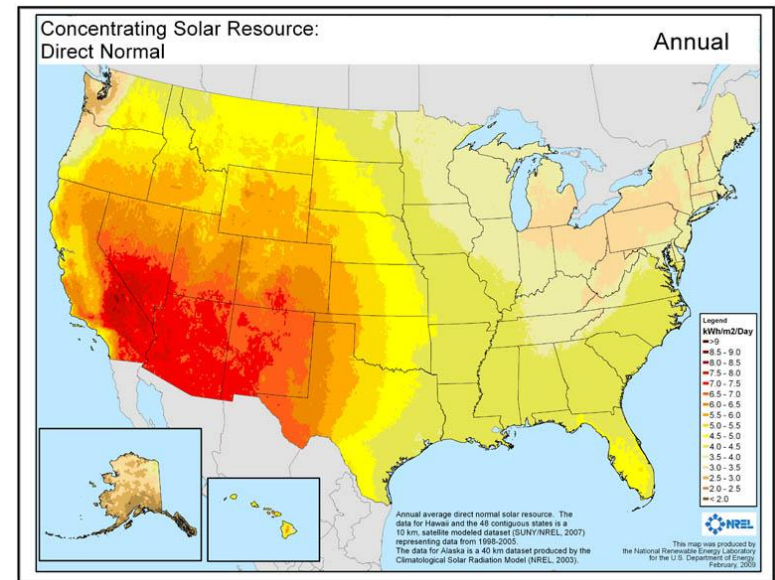 Concentrating Solar Resource:
Direct Normal
Annual
Legend
kWh/m2/Day
>9
8.5 - 9.0
8.0 - 8.5
7.5 - 8.0
7.0 - 7.5
6.5 - 7.0
6.0 - 6.5
5.5 - 6.0
5.0 - 5.5
4.5 - 5.0
4.0 - 4.5
3.5 - 4.0
3.0 - 3.5
2.5 - 3.0
2.0 - 2.5
< 2.0
Annual average direct normal solar resource. The
data for Hawaii and the 48 contiguous states is a
10 km, satellite modeled dataset (SUNY/NREL, 2007)
representing data from 1998-2005.
The data for Alaska is a 40 km dataset produced by the
Climatological Solar Radiation Model (NREL, 2003).
NREL
This map was produced by
the National Renewable Energy Laboratory
for the U.S. Department of Energy.
February, 2009